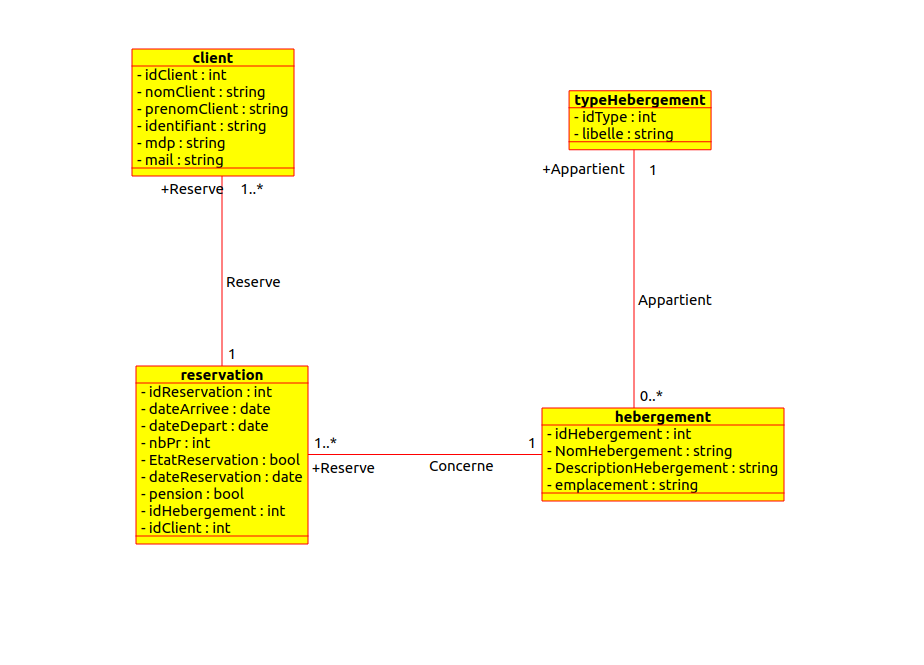 client
- idClient : int
- nomClient : string
- prenomClient : string
- identifiant : string
- mdp : string
- mail : string
+Reserve 1..*
Reserve
1
typeHebergement
- idType : int
- libelle : string
+Appartient 1
Appartient
0..*
reservation
- idReservation : int
- dateArrivee : date
- dateDepart : date
- nbPr : int
- EtatReservation : bool
- dateReservation : date
- pension : bool
- idHebergement : int
- idClient : int
1..* 1
+Reserve Concerne
hebergement
- idHebergement : int
- NomHebergement : string
- DescriptionHebergement : string
- emplacement : string